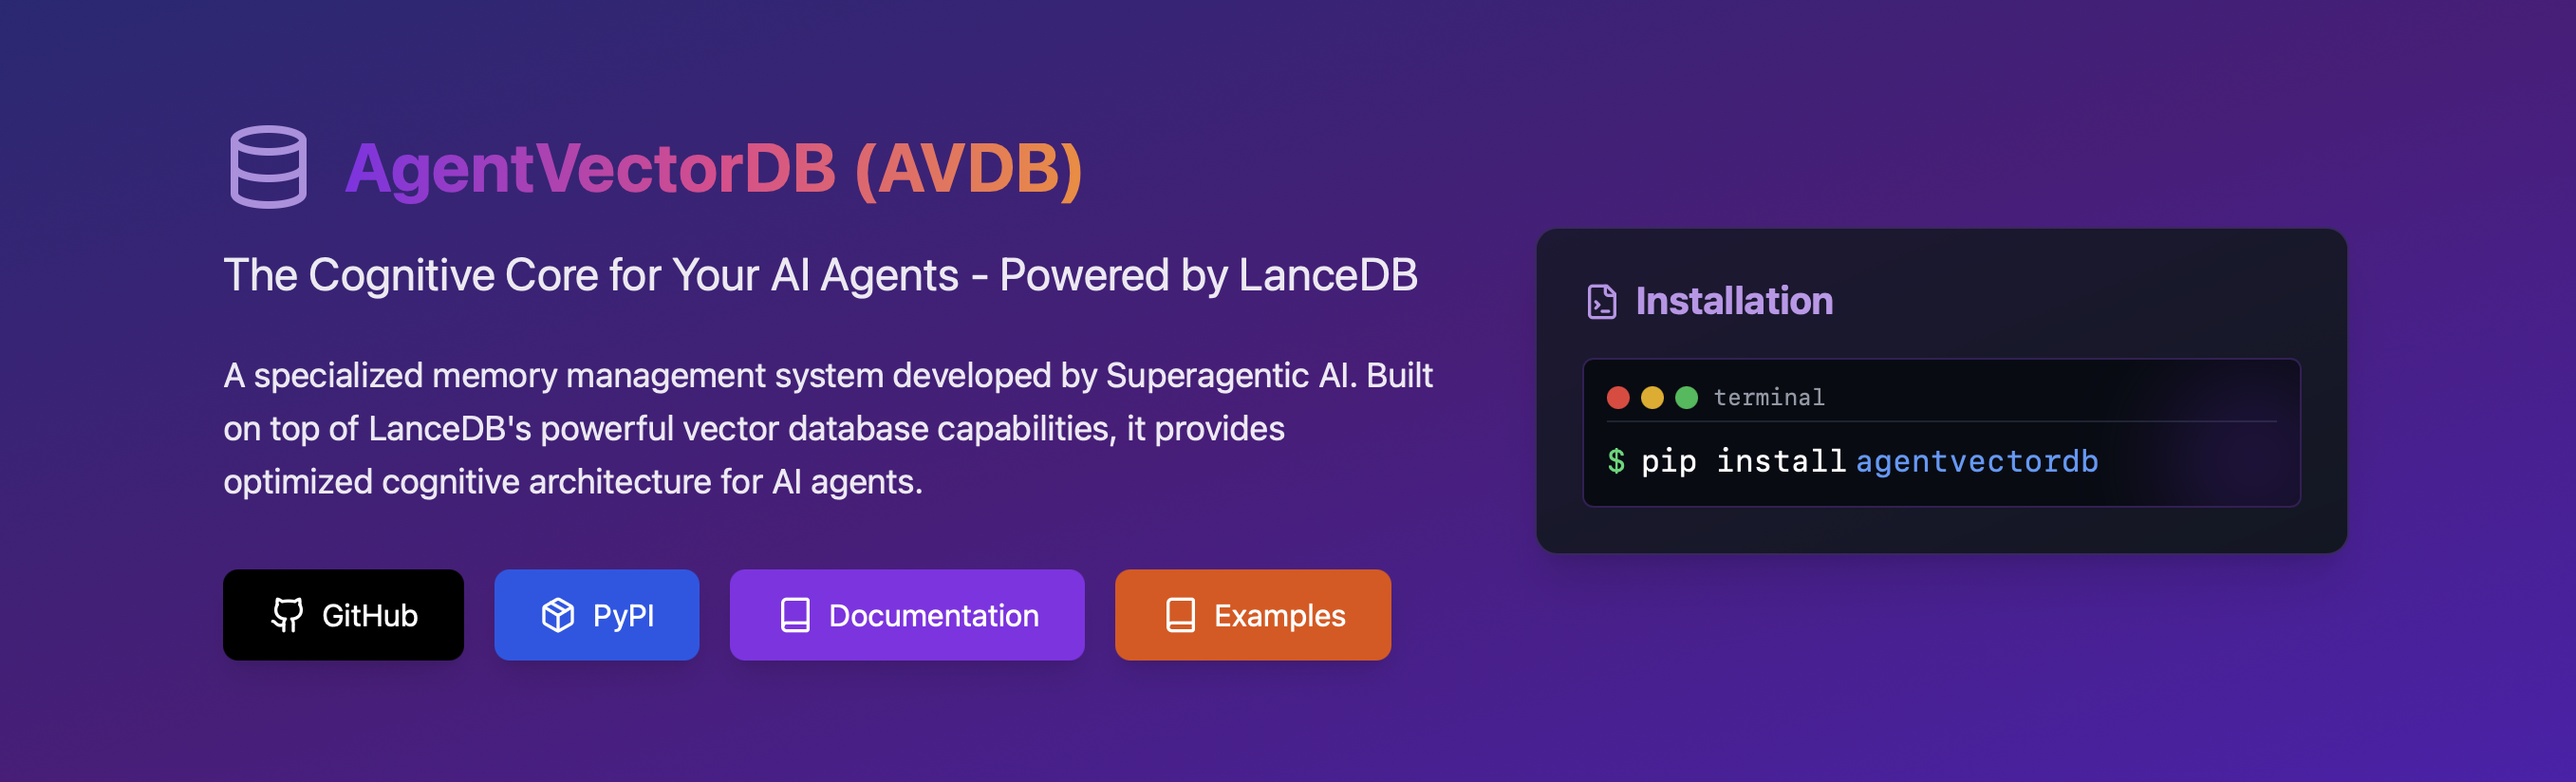 AgentVectorDB (AVDB)
The Cognitive Core for Your AI Agents - Powered by LanceDB
A specialized memory management system developed by Superagentic AI. Built
on top of LanceDB's powerful vector database capabilities, it provides
optimized cognitive architecture for AI agents.
GitHub
PyPI
Documentation
Examples
Installation
terminal
$ pip install agentvectordb